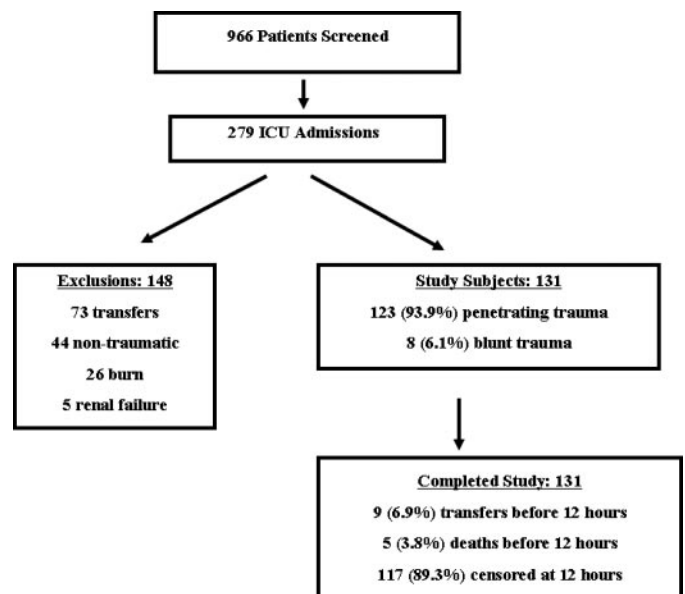 966 Patients Screened
279 ICU Admissions
Exclusions: 148
73 transfers
44 non-traumatic
26 burn
5 renal failure
Study Subjects: 131
123 (93.9%) penetrating trauma
8 (6.1%) blunt trauma
Completed Study: 131
9 (6.9%) transfers before 12 hours
5 (3.8%) deaths before 12 hours
117 (89.3%) censored at 12 hours